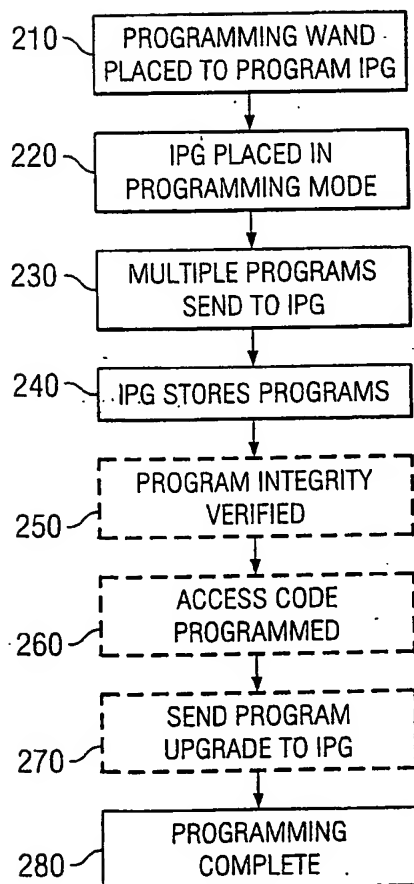 210
PROGRAMMING WAND
PLACED TO PROGRAM IPG
220
IPG PLACED IN
PROGRAMMING MODE
230
MULTIPLE PROGRAMS
SEND TO IPG
240
IPG STORES PROGRAMS
PROGRAM INTEGRITY
VERIFIED
250
ACCESS CODE
PROGRAMMED
260
SEND PROGRAM
UPGRADE TO IPG
270
PROGRAMMING
COMPLETE
280